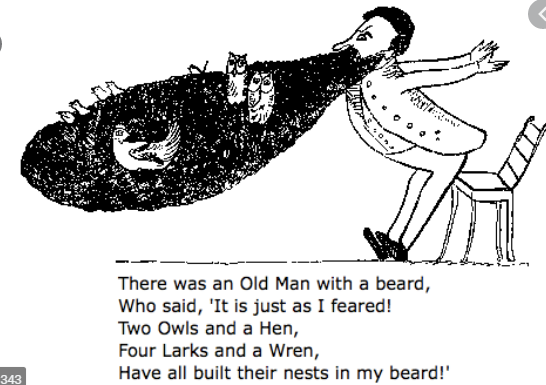 There was an Old Man with a beard,
Who said, 'It is just as I feared!
Two Owls and a Hen,
Four Larks and a Wren,
Have all built their nests in my beard!'
343